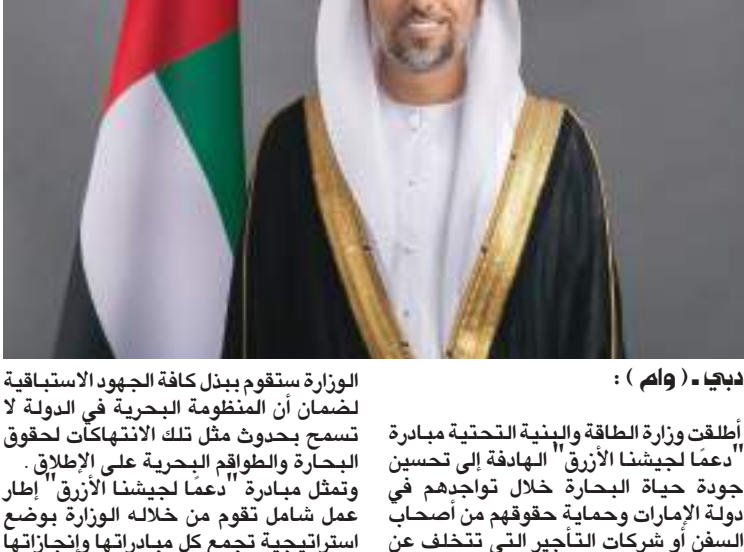 دبي ـ ( وام ) :
أطلقت وزارة الطاقة والبنية التحتية مبادرة
"دعمًا لجيشنا الأزرق" الهادفة إلى تحسين
جودة حياة البحارة خلال تواجدهم في
دولة الإمارات وحماية حقوقهم من أصحاب
السفن أو شركات التأجير التي تتخلف عن
الوزارة ستقوم ببذل كافة الجهود الاستباقية
لضمان أن المنظومة البحرية في الدولة لا
تسمح بحدوث مثل تلك الانتهاكات لحقوق
البحارة والطواقم البحرية على الإطلاق .
وتمثل مبادرة "دعمًا لجيشنا الأزرق" إطار
عمل شامل تقوم من خلاله الوزارة بوضع
استراتيجية تجمع كل مبادراتها وإنجازاتها